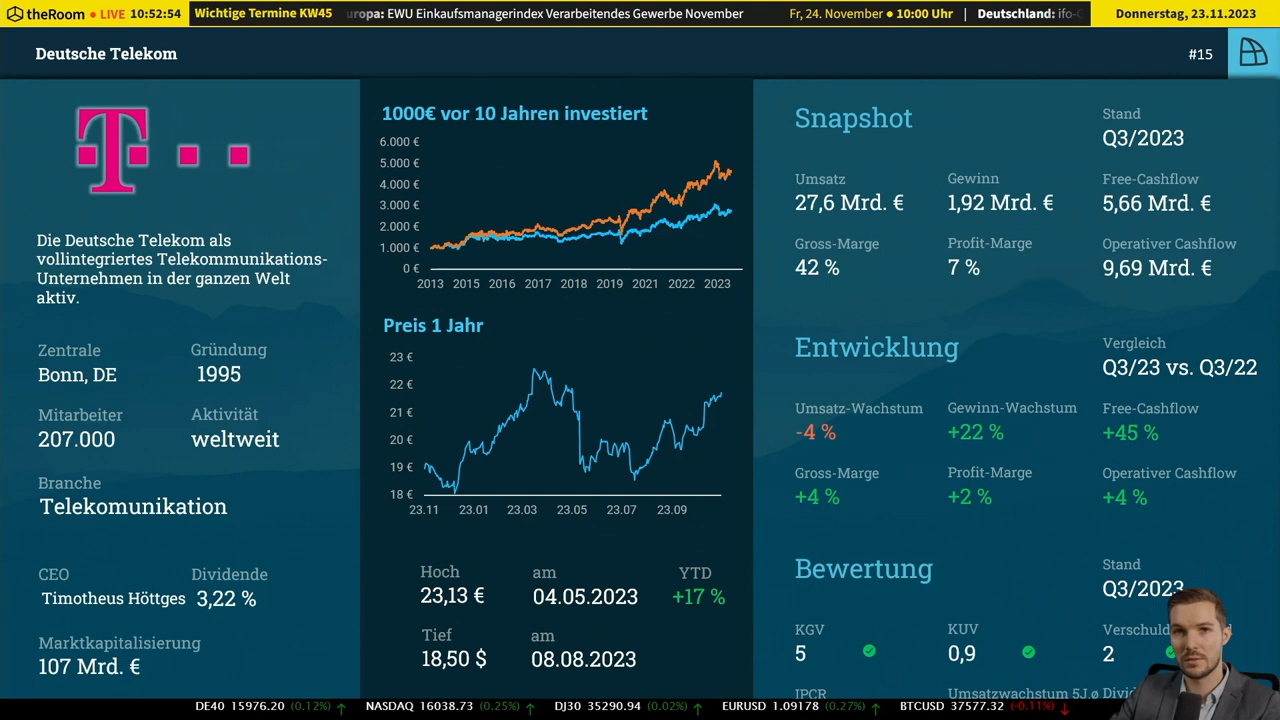 theRoom
LIVE 10:52:54
Wichtige Termine KW45
uropa: EWU Einkaufsmanagerindex Verarbeitendes Gewerbe November
Fr, 24. November ● 10:00 Uhr | Deutschland: ifo-
Donnerstag, 23.11.2023
Deutsche Telekom
#15
T
Die Deutsche Telekom als
vollintegriertes Telekommunikations-
Unternehmen in der ganzen Welt
aktiv.
Zentrale Gründung
Bonn, DE 1995
Mitarbeiter Aktivität
207.000 weltweit
Branche
Telekomunikation
CEO Dividende
Timotheus Höttges 3,22 %
Marktkapitalisierung
107 Mrd. €
1000€ vor 10 Jahren investiert
6.000 €
5.000 €
4.000 €
3.000 €
2.000 €
1.000 €
0 €
2013 2015 2016 2017 2018 2019 2021 2022 2023
Preis 1 Jahr
23 €
22 €
21 €
20 €
19 €
18 €
23.11 23.01 23.03 23.05 23.07 23.09
Hoch am YTD
23,13 € 04.05.2023 +17 %
Tief am
18,50 $ 08.08.2023
Snapshot Stand
Q3/2023
Umsatz Gewinn Free-Cashflow
27,6 Mrd. € 1,92 Mrd. € 5,66 Mrd. €
Gross-Marge Profit-Marge Operativer Cashflow
42 % 7 % 9,69 Mrd. €
Entwicklung Vergleich
Q3/23 vs. Q3/22
Umsatz-Wachstum Gewinn-Wachstum Free-Cashflow
-4 % +22 % +45 %
Gross-Marge Profit-Marge Operativer Cashflow
+4 % +2 % +4 %
Bewertung Stand
Q3/2023
KGV KUV Verschuld
5 0,9 2
IPCR Umsatzwachstum 5J.ø Divid
DE40 15976.20 (0.12%) ↑ NASDAQ 16038.73 (0.25%) ↑ DJ30 35290.94 (0.02%) ↑ EURUSD 1.09178 (0.27%) ↑ BTCUSD 37577.32 (-0.11%) ↓